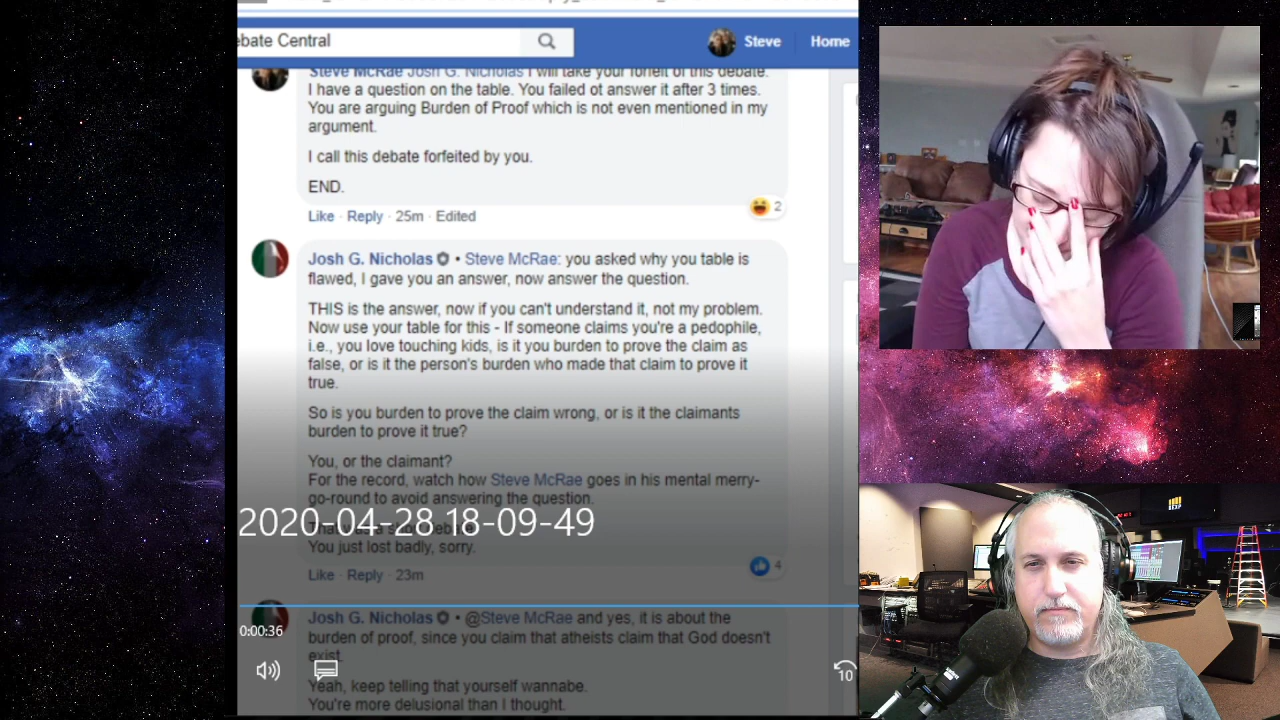 ebate Central
Steve
Home
Steve McRae Josh G. Nicholas I will take your forfeit of this debate.
I have a question on the table. You failed ot answer it after 3 times.
You are arguing Burden of Proof which is not even mentioned in my
argument.
I call this debate forfeited by you.
END.
Like · Reply · 25m · Edited
2
Josh G. Nicholas • Steve McRae: you asked why you table is
flawed, I gave you an answer, now answer the question.
THIS is the answer, now if you can't understand it, not my problem.
Now use your table for this - If someone claims you're a pedophile,
i.e., you love touching kids, is it you burden to prove the claim as
false, or is it the person's burden who made that claim to prove it
true.
So is you burden to prove the claim wrong, or is it the claimants
burden to prove it true?
You, or the claimant?
For the record, watch how Steve McRae goes in his mental merry-
go-round to avoid answering the question.
2020-04-28 18-09-49
You just lost badly, sorry.
Like · Reply · 23m
4
Josh G. Nicholas • @Steve McRae and yes, it is about the
burden of proof, since you claim that atheists claim that God doesn't
exist.
0:00:36
Yeah, keep telling that yourself wannabe.
You're more delusional than I thought.
10